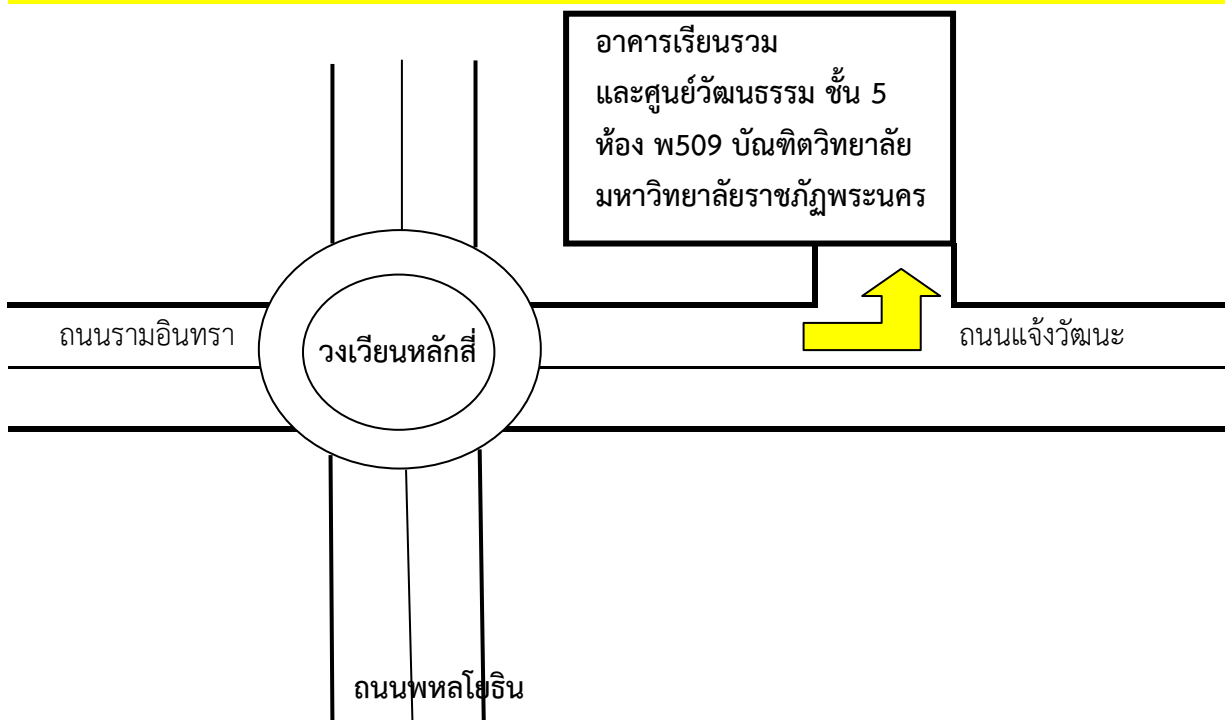 อาคารเรียนรวม
และศูนย์วัฒนธรรม ชั้น 5
ห้อง พ509 บัณฑิตวิทยาลัย
มหาวิทยาลัยราชภัฏพระนคร
ถนนรามอินทรา
วงเวียนหลักสี่
ถนนแจ้งวัฒนะ
ถนนพหลโยธิน